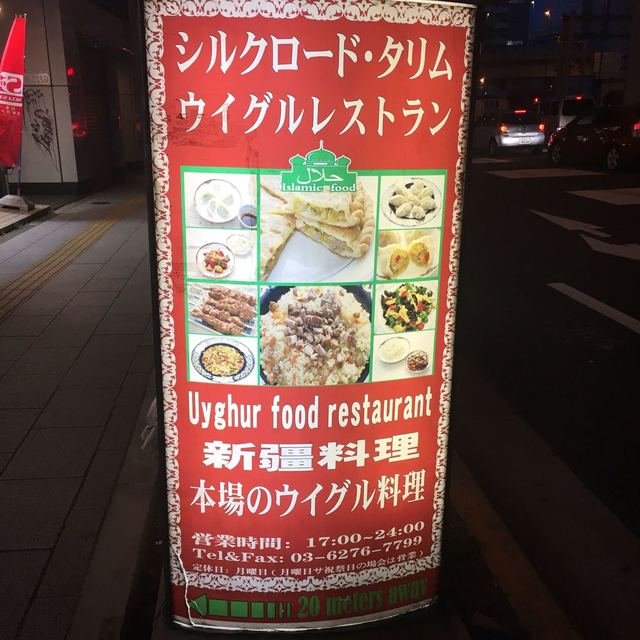 シルクロード・タリム
ウイグルレストラン
حلال
Islamic food
Uyghur food restaurant
新疆料理
本場のウイグル料理
営業時間: 17:00~24:00
Tel&Fax: 03-6276-7799
定休日: 月曜日(月曜日サ祝祭日の場合は営業)
20 meters away